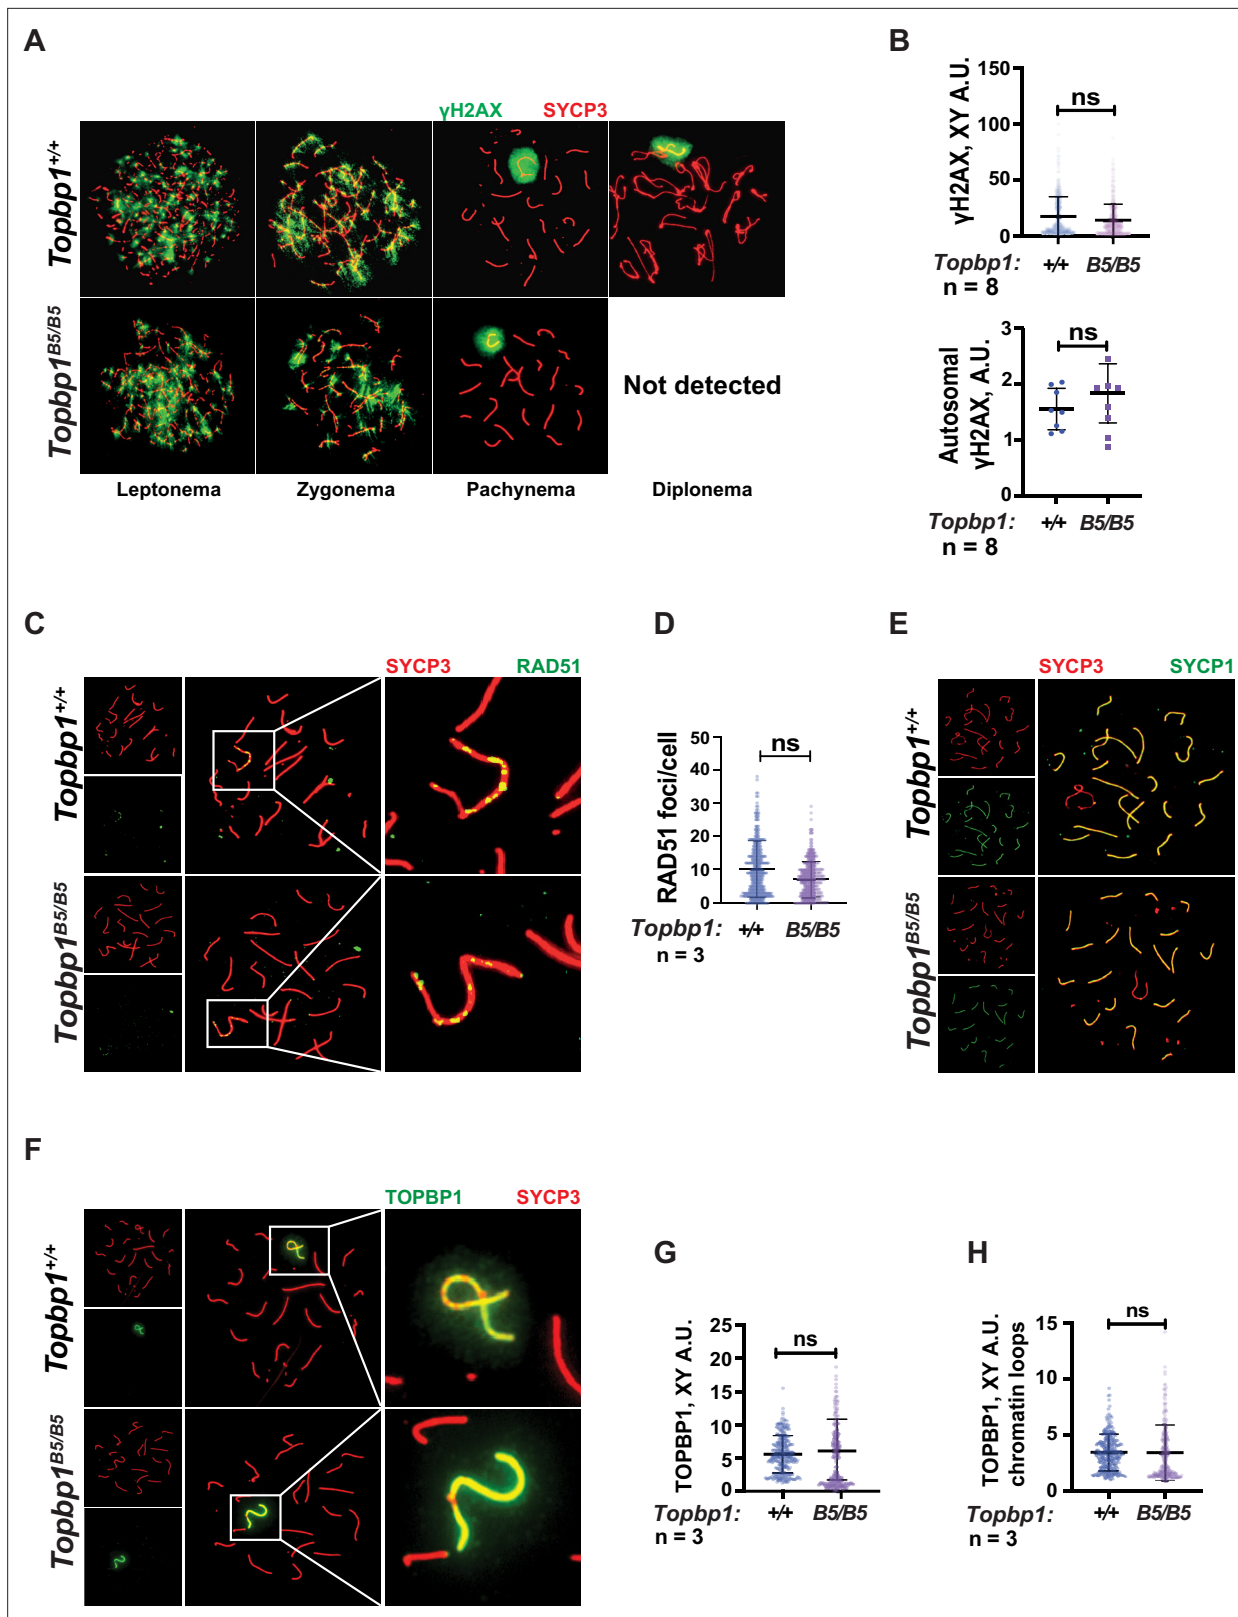 A
γH2AX SYCP3
Topbp1+/+
Topbp1B5/B5
Not detected
Leptonema Zygonema Pachynema Diplonema
B
γH2AX, XY A.U.
150
100
50
0
ns
Topbp1: +/+ B5/B5
n = 8
Autosomal
γH2AX, A.U.
3
2
1
0
ns
Topbp1: +/+ B5/B5
n = 8
C
SYCP3 RAD51
Topbp1+/+
Topbp1B5/B5
D
RAD51 foci/cell
50
40
30
20
10
0
ns
Topbp1: +/+ B5/B5
n = 3
E
SYCP3 SYCP1
Topbp1+/+
Topbp1B5/B5
F
TOPBP1 SYCP3
Topbp1+/+
Topbp1B5/B5
G
TOPBP1, XY A.U.
25
20
15
10
5
0
ns
Topbp1: +/+ B5/B5
n = 3
H
TOPBP1, XY A.U.
chromatin loops
15
10
5
0
ns
Topbp1: +/+ B5/B5
n = 3